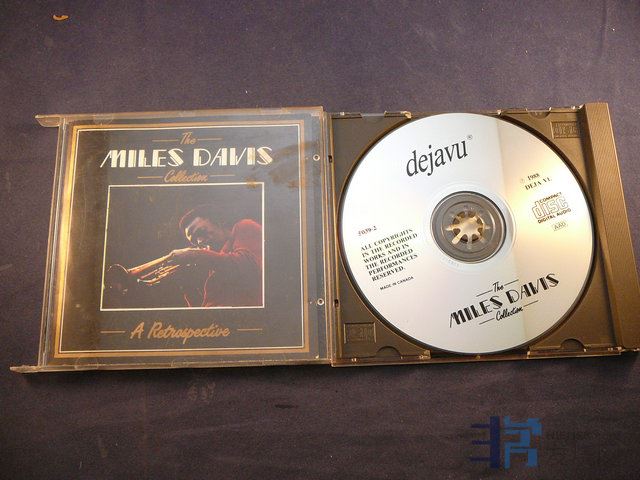 The
MILES DAVIS
Collection
A Retrospective
dejavu®
℗ 1988
DEJA VU
COMPACT
disc
DIGITAL AUDIO
5039-2
ALL COPYRIGHTS
IN THE RECORDED
WORKS AND IN
THE RECORDED
PERFORMANCES
RESERVED.
MADE IN CANADA
The
MILES DAVIS
Collection